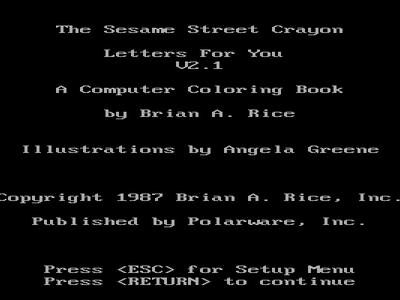 The Sesame Street Crayon
Letters For You
V2.1
A Computer Coloring Book
by Brian A. Rice
Illustrations by Angela Greene
Copyright 1987 Brian A. Rice, Inc.
Published by Polarware, Inc.
Press <ESC> for Setup Menu
Press <RETURN> to continue